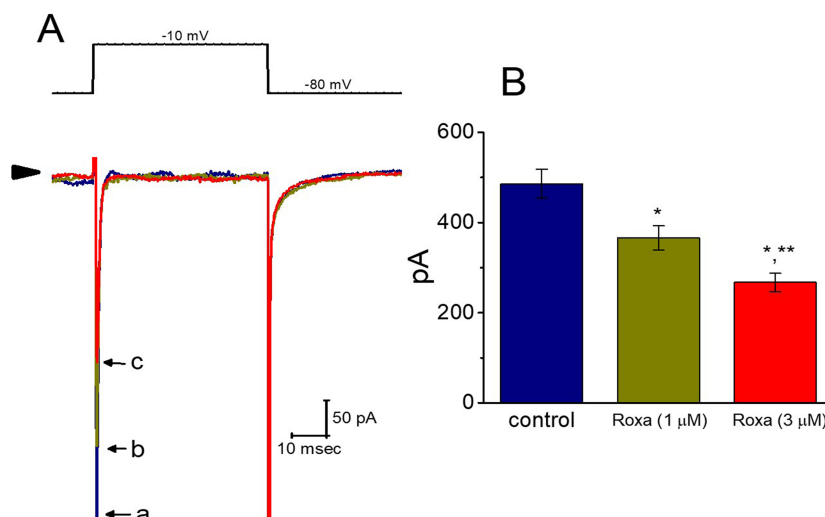 A
-10 mV
-80 mV
c
b
a
50 pA
10 msec
B
pA
600
400
200
0
*
*,**
control
Roxa (1 µM)
Roxa (3 µM)